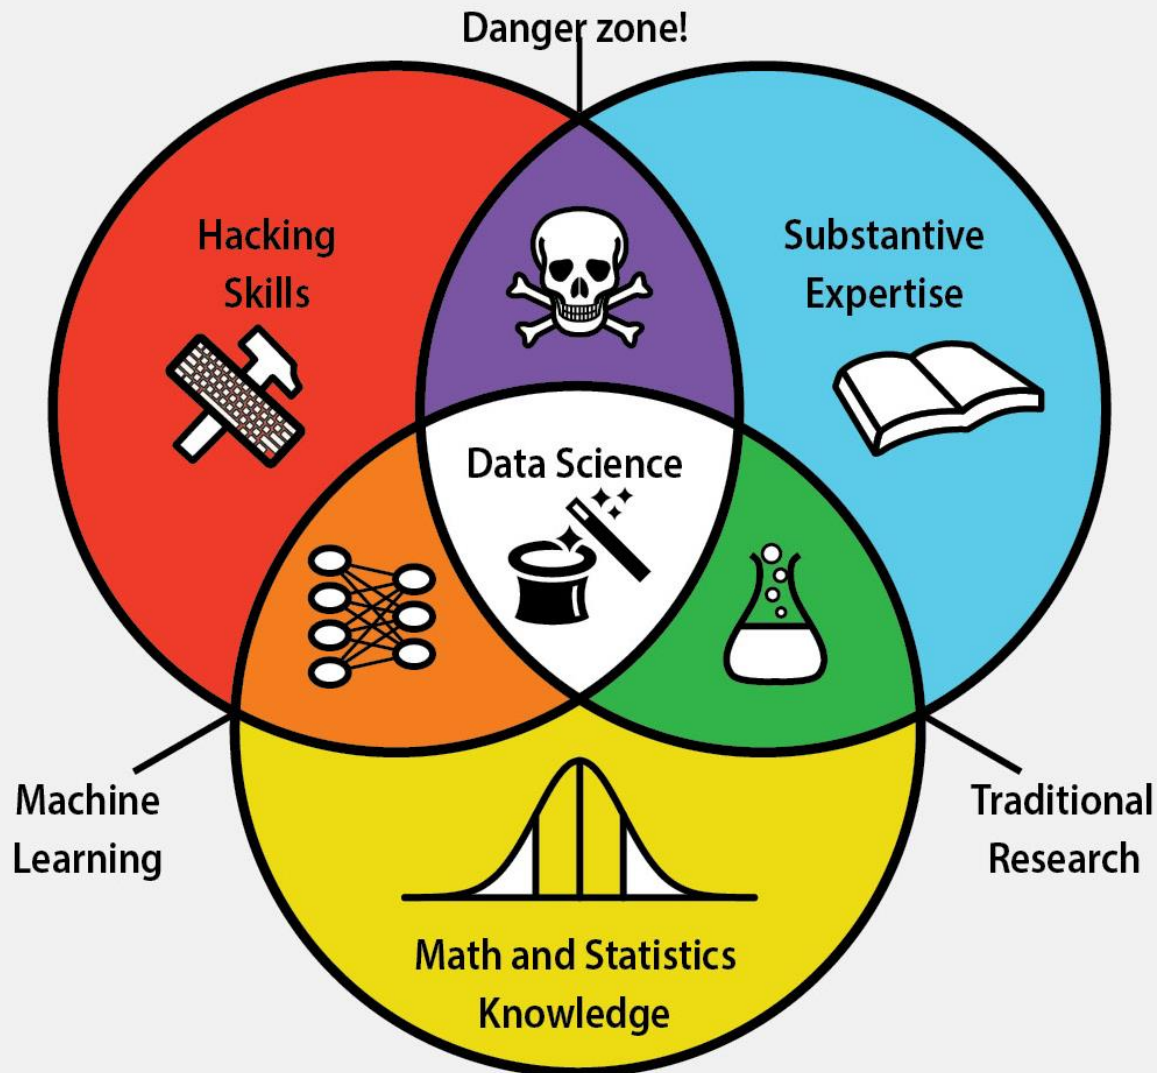 Danger zone!
Hacking
Skills
Substantive
Expertise
Data Science
Machine
Learning
Traditional
Research
Math and Statistics
Knowledge